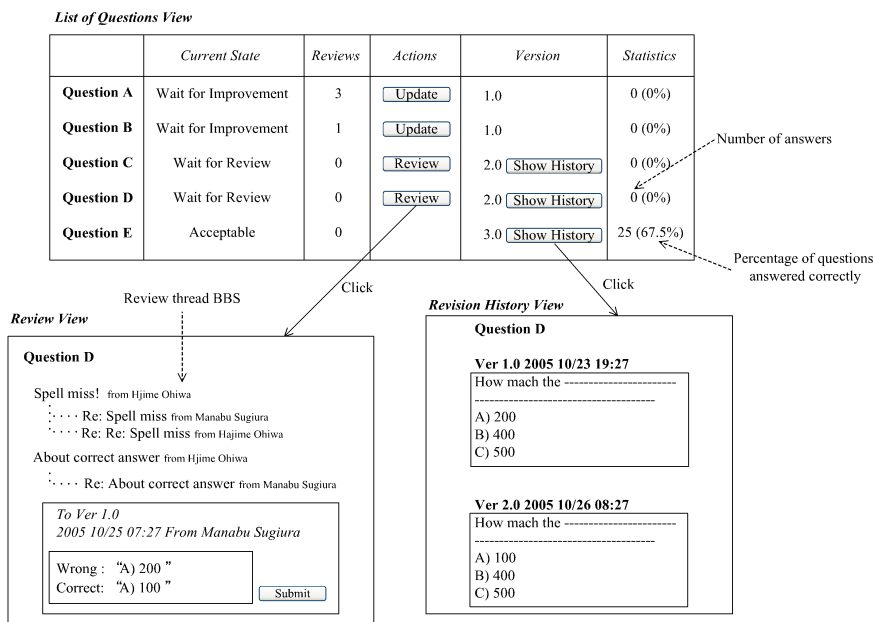 List of Questions View
Current State Reviews Actions Version Statistics
Question A Wait for Improvement 3 Update 1.0 0 (0%)
Question B Wait for Improvement 1 Update 1.0 0 (0%)
Question C Wait for Review 0 Review 2.0 Show History 0 (0%)
Question D Wait for Review 0 Review 2.0 Show History 0 (0%)
Question E Acceptable 0 3.0 Show History 25 (67.5%)
Number of answers
Percentage of questions
answered correctly
Click
Click
Review thread BBS
Review View
Question D
Spell miss! from Hjime Ohiwa
Re: Spell miss from Manabu Sugiura
Re: Re: Spell miss from Hajime Ohiwa
About correct answer from Hjime Ohiwa
Re: About correct answer from Manabu Sugiura
To Ver 1.0
2005 10/25 07:27 From Manabu Sugiura
Wrong : “A) 200 ”
Correct: “A) 100 ”
Submit
Revision History View
Question D
Ver 1.0 2005 10/23 19:27
How mach the -----------------------
-------------------------------------
A) 200
B) 400
C) 500
Ver 2.0 2005 10/26 08:27
How mach the -----------------------
-------------------------------------
A) 100
B) 400
C) 500